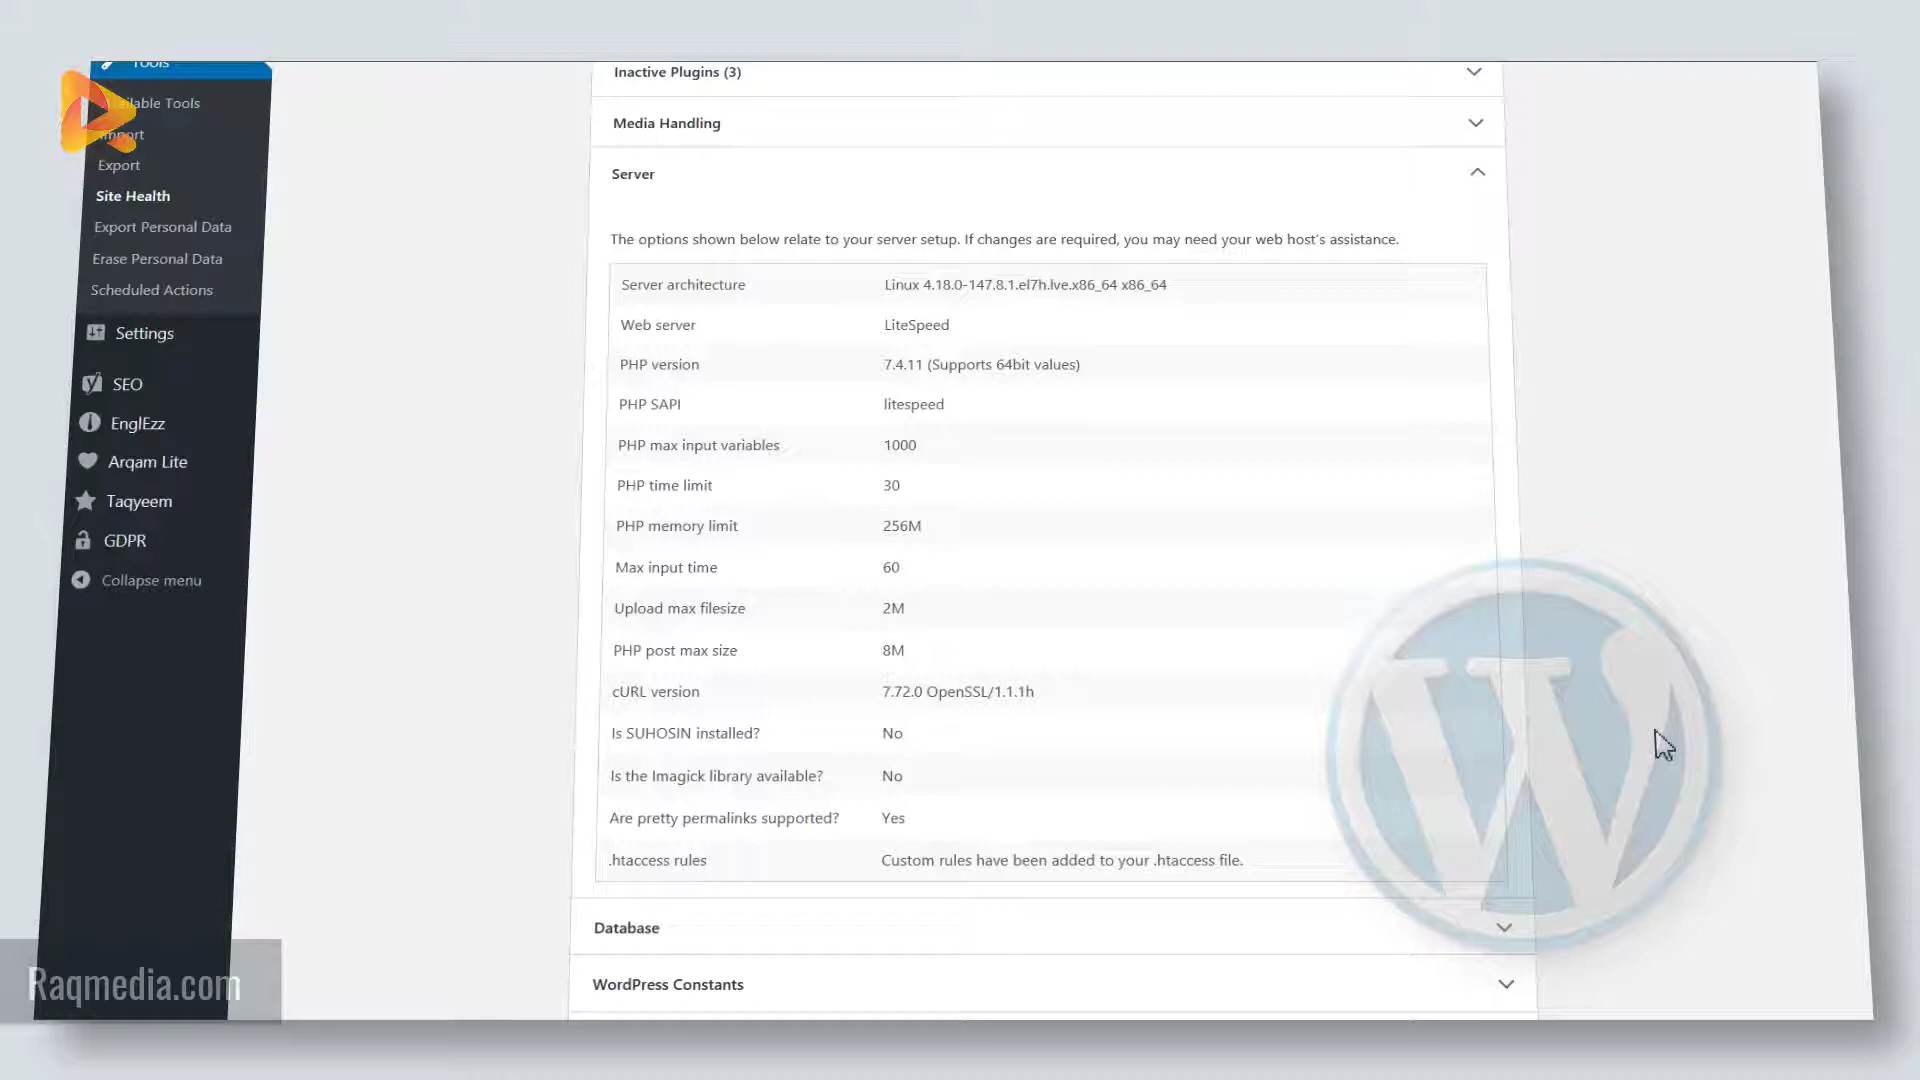 Tools
Available Tools
Import
Export
Site Health
Export Personal Data
Erase Personal Data
Scheduled Actions
Settings
SEO
EnglEzz
Arqam Lite
Taqyeem
GDPR
Collapse menu
Raqmedia.com
Inactive Plugins (3)
Media Handling
Server
The options shown below relate to your server setup. If changes are required, you may need your web host's assistance.
Server architecture Linux 4.18.0-147.8.1.el7h.lve.x86_64 x86_64
Web server LiteSpeed
PHP version 7.4.11 (Supports 64bit values)
PHP SAPI litespeed
PHP max input variables 1000
PHP time limit 30
PHP memory limit 256M
Max input time 60
Upload max filesize 2M
PHP post max size 8M
cURL version 7.72.0 OpenSSL/1.1.1h
Is SUHOSIN installed? No
Is the Imagick library available? No
Are pretty permalinks supported? Yes
.htaccess rules Custom rules have been added to your .htaccess file.
Database
WordPress Constants